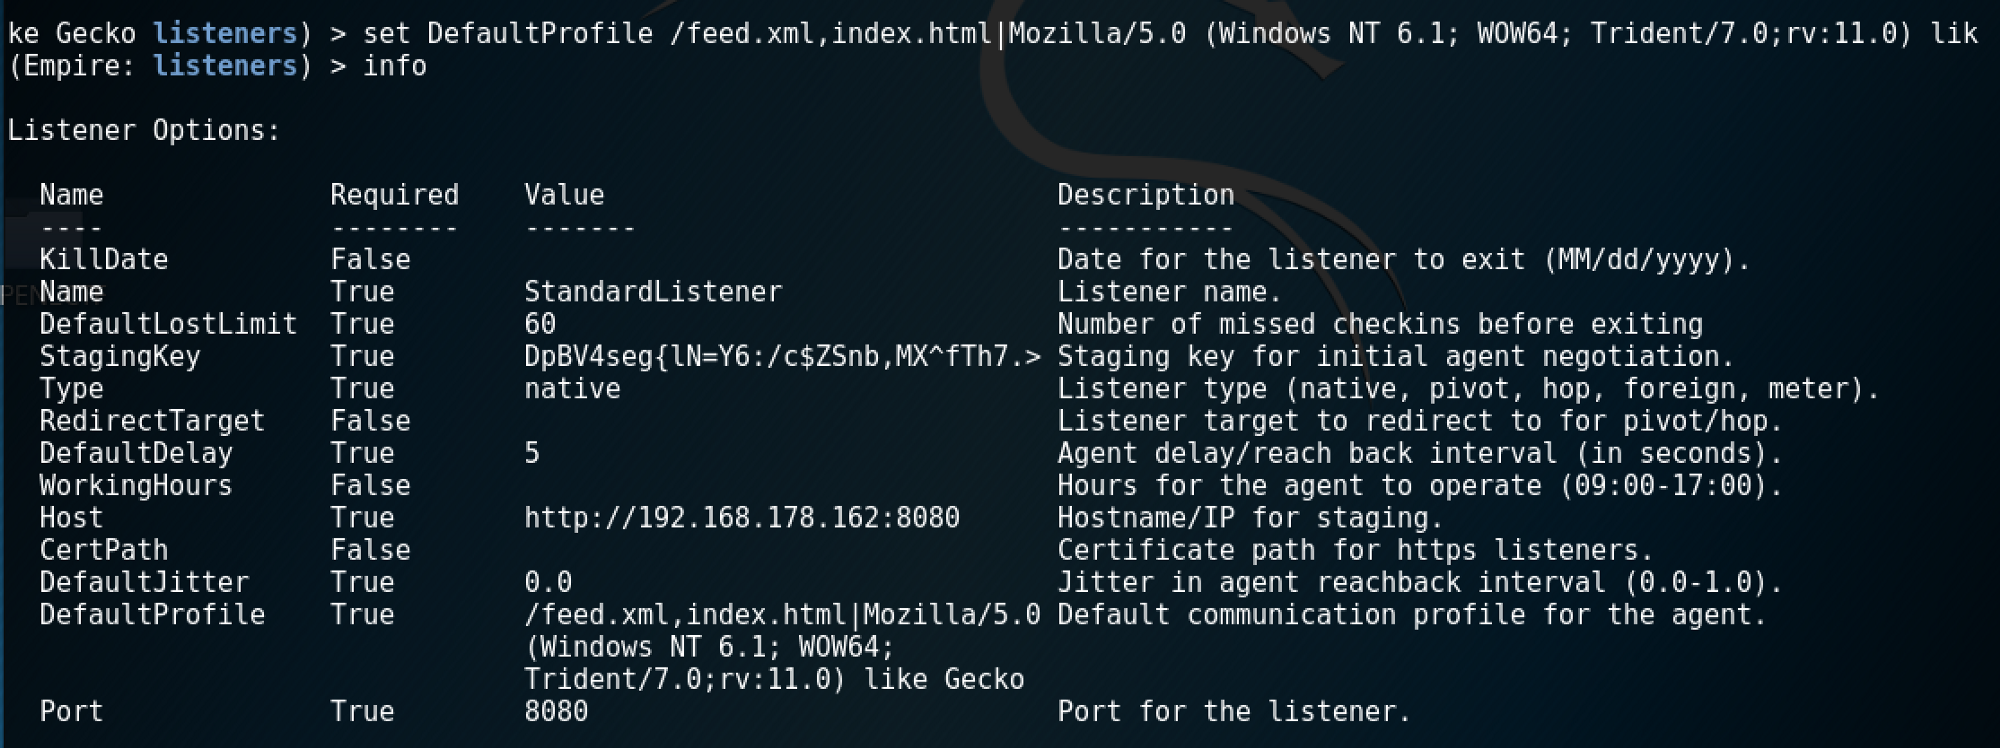 ke Gecko listeners) > set DefaultProfile /feed.xml,index.html|Mozilla/5.0 (Windows NT 6.1; WOW64; Trident/7.0;rv:11.0) lik
(Empire: listeners) > info
Listener Options:
Name Required Value Description
---- -------- ------- -----------
KillDate False Date for the listener to exit (MM/dd/yyyy).
Name True StandardListener Listener name.
DefaultLostLimit True 60 Number of missed checkins before exiting
StagingKey True DpBV4seg{lN=Y6:/c$ZSnb,MX^fTh7.> Staging key for initial agent negotiation.
Type True native Listener type (native, pivot, hop, foreign, meter).
RedirectTarget False Listener target to redirect to for pivot/hop.
DefaultDelay True 5 Agent delay/reach back interval (in seconds).
WorkingHours False Hours for the agent to operate (09:00-17:00).
Host True http://192.168.178.162:8080 Hostname/IP for staging.
CertPath False Certificate path for https listeners.
DefaultJitter True 0.0 Jitter in agent reachback interval (0.0-1.0).
DefaultProfile True /feed.xml,index.html|Mozilla/5.0 Default communication profile for the agent.
(Windows NT 6.1; WOW64;
Trident/7.0;rv:11.0) like Gecko
Port True 8080 Port for the listener.